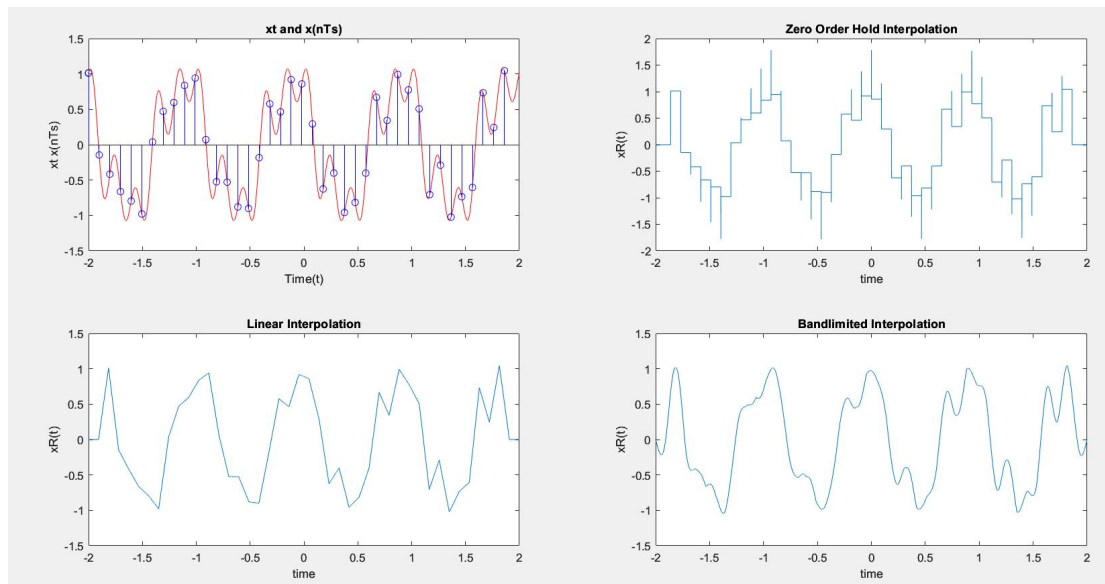 xt and x(nTs)
1.5
1
0.5
0
-0.5
-1
-1.5
xt x(nTs)
-2 -1.5 -1 -0.5 0 0.5 1 1.5 2
Time(t)
Zero Order Hold Interpolation
2
1.5
1
0.5
0
-0.5
-1
-1.5
-2
xR(t)
-2 -1.5 -1 -0.5 0 0.5 1 1.5 2
time
Linear Interpolation
1.5
1
0.5
0
-0.5
-1
-1.5
xR(t)
-2 -1.5 -1 -0.5 0 0.5 1 1.5 2
time
Bandlimited Interpolation
1.5
1
0.5
0
-0.5
-1
-1.5
xR(t)
-2 -1.5 -1 -0.5 0 0.5 1 1.5 2
time